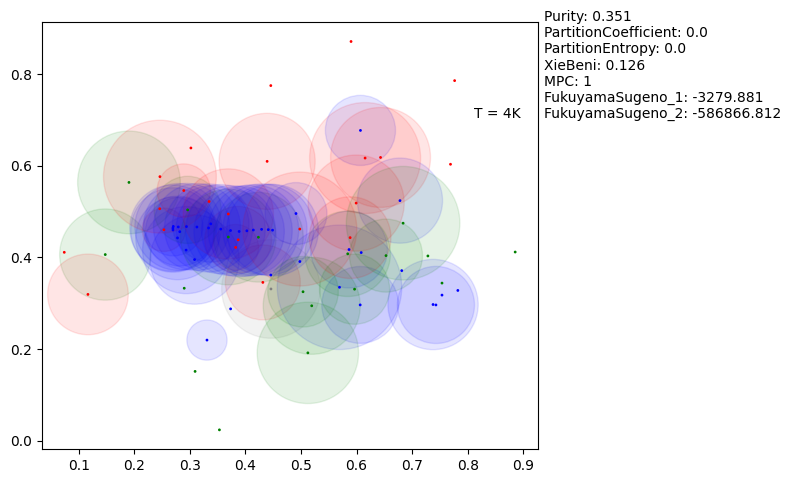 Purity: 0.351
PartitionCoefficient: 0.0
PartitionEntropy: 0.0
XieBeni: 0.126
MPC: 1
FukuyamaSugeno_1: -3279.881
FukuyamaSugeno_2: -586866.812
T = 4K
0.8
0.6
0.4
0.2
0.0
0.1 0.2 0.3 0.4 0.5 0.6 0.7 0.8 0.9